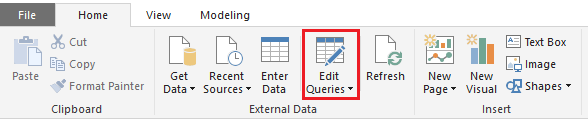 File Home View Modeling
Paste
Cut
Copy
Format Painter
Clipboard
Get Data
Recent Sources
Enter Data
Edit Queries
Refresh
External Data
New Page
New Visual
Text Box
Image
Shapes
Insert